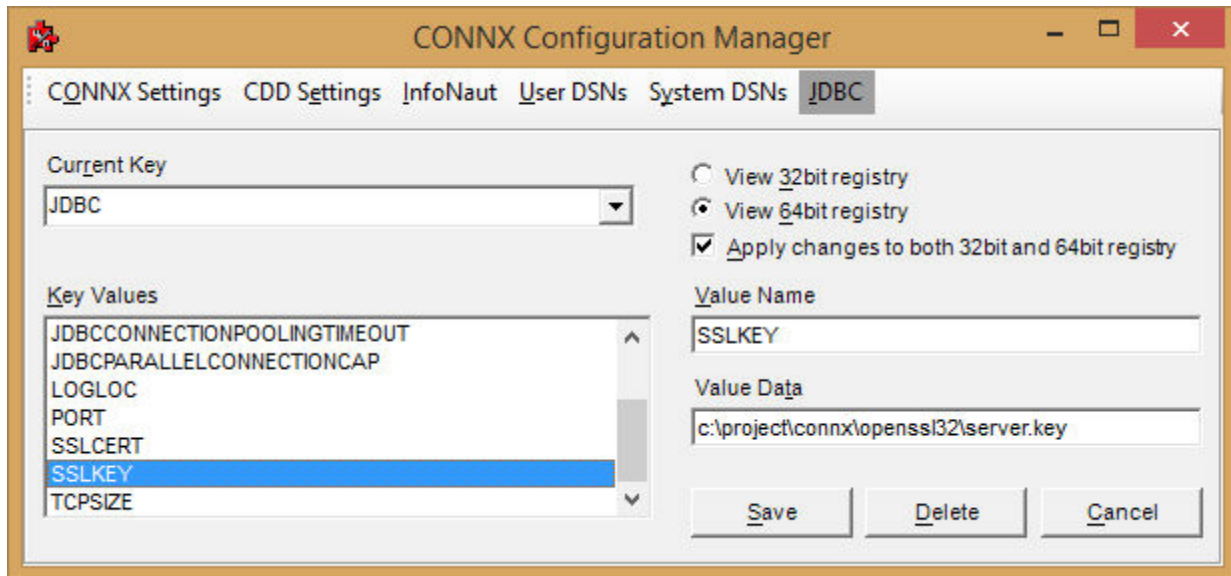 CONNX Configuration Manager
CONNX Settings CDD Settings InfoNaut User DSNs System DSNs JDBC
Current Key
JDBC
View 32bit registry
View 64bit registry
Apply changes to both 32bit and 64bit registry
Key Values
JDBCCONNECTIONPOOLINGTIMEOUT
JDBCPARALLELCONNECTIONCAP
LOGLOC
PORT
SSLCERT
SSLKEY
TCPSIZE
Value Name
SSLKEY
Value Data
c:\project\connx\openssl32\server.key
Save Delete Cancel